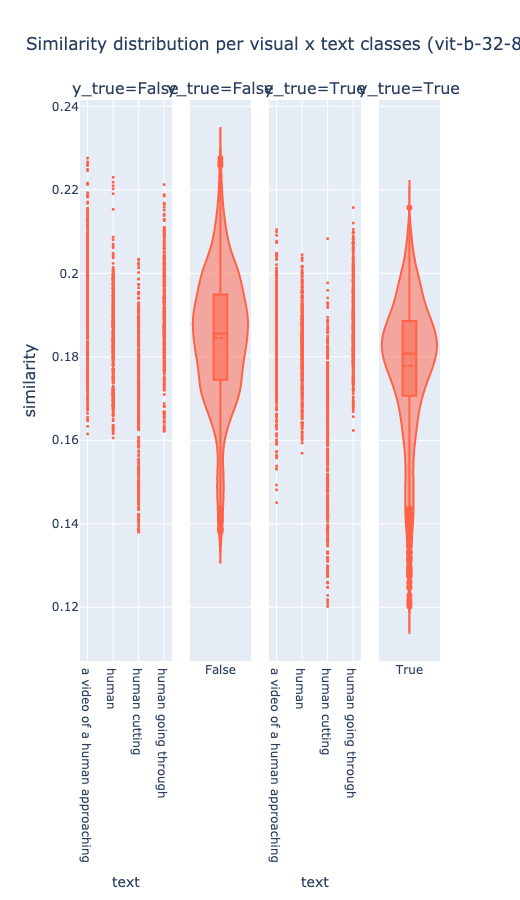 Similarity distribution per visual x text classes (vit-b-32-8
y_true=False
y_true=False
y_true=True
y_true=True
0.24
0.22
0.2
0.18
0.16
0.14
0.12
similarity
a video of a human approaching
human
human cutting
human going through
False
a video of a human approaching
human
human cutting
human going through
True
text
text